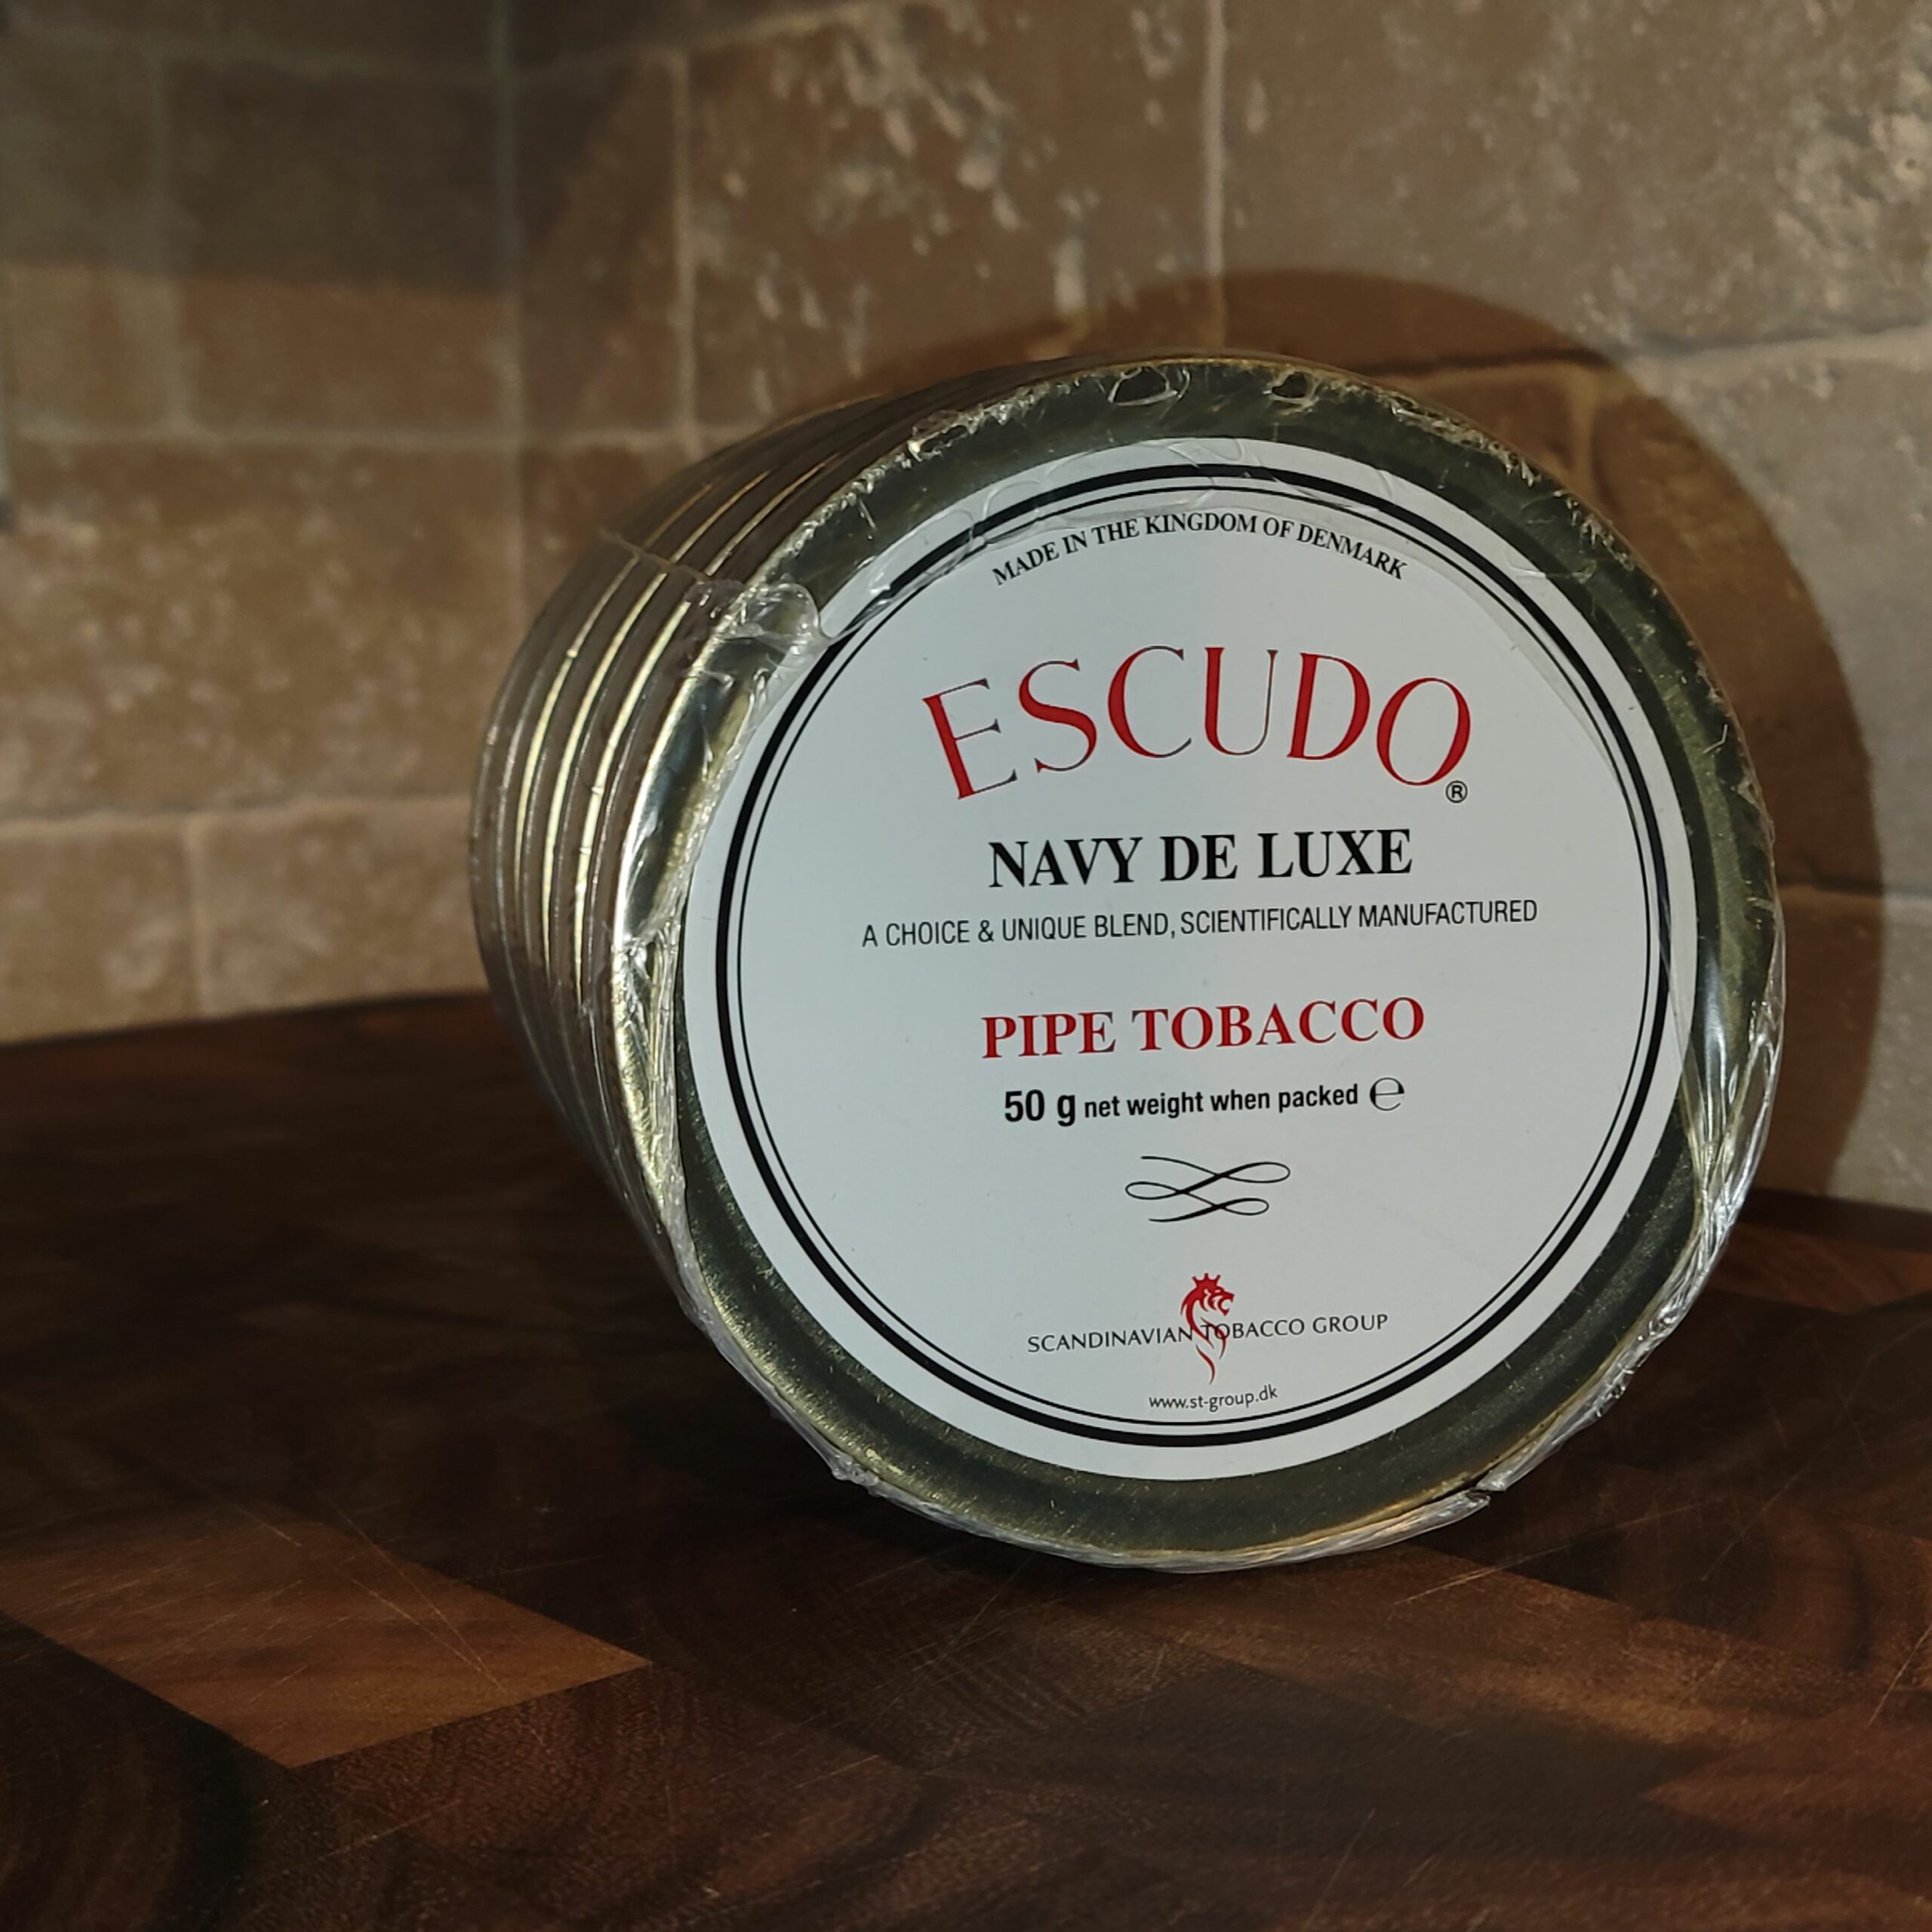 MADE IN THE KINGDOM OF DENMARK
ESCUDO®
NAVY DE LUXE
A CHOICE & UNIQUE BLEND, SCIENTIFICALLY MANUFACTURED
PIPE TOBACCO
50 g net weight when packed ℮
SCANDINAVIAN TOBACCO GROUP
www.st-group.dk